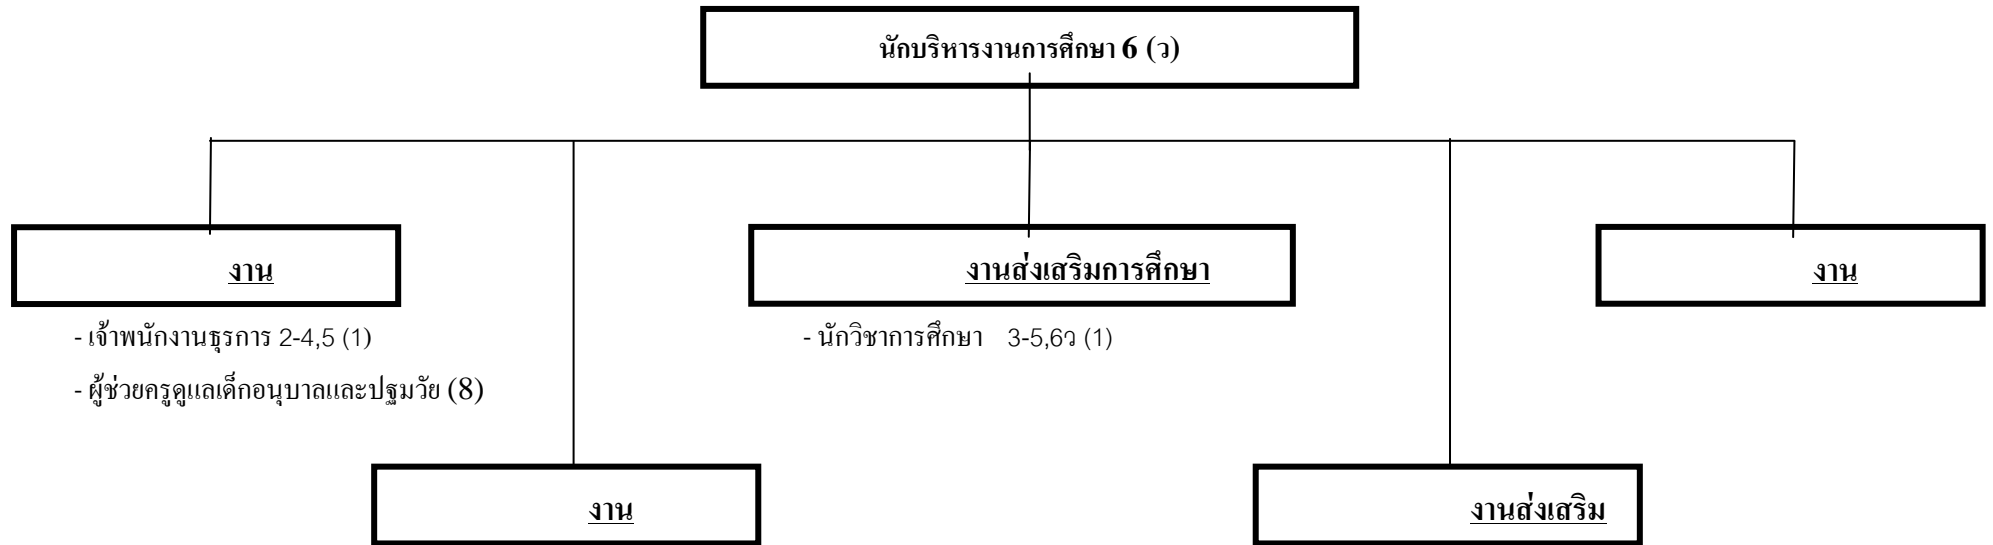 นักบริหารงานการศึกษา 6 (ว)
งาน
งานส่งเสริมการศึกษา
งาน
- เจ้าพนักงานธุรการ 2-4,5 (1)
- นักวิชาการศึกษา 3-5,6ว (1)
- ผู้ช่วยครูดูแลเด็กอนุบาลและปฐมวัย (8)
งาน
งานส่งเสริม